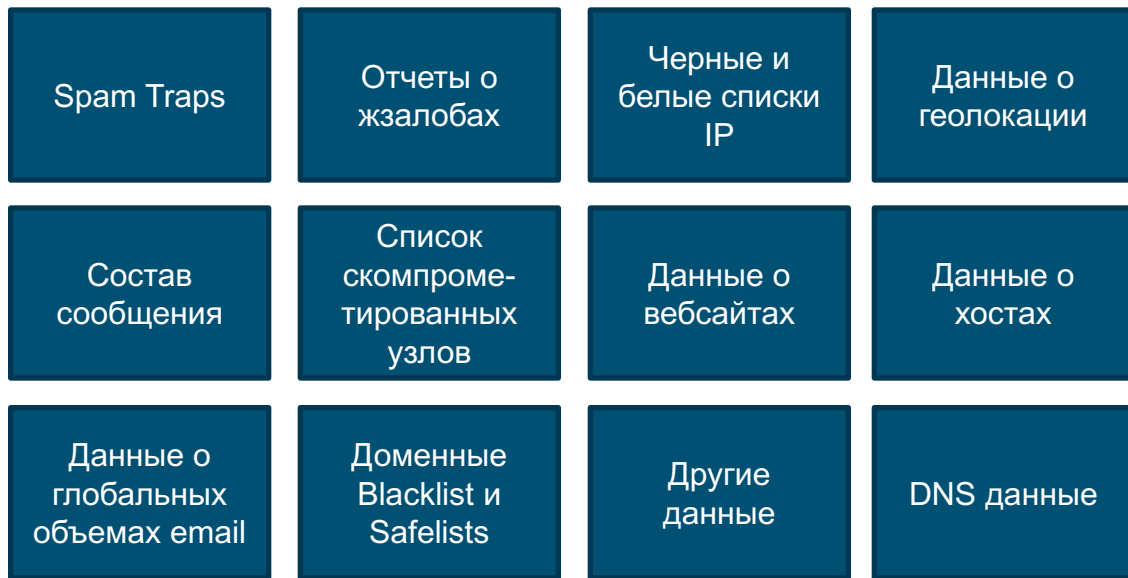 Spam Traps
Отчеты о
жзалобах
Черные и
белые списки
IP
Данные о
геолокации
Состав
сообщения
Список
скомпроме-
тированных
узлов
Данные о
вебсайтах
Данные о
хостах
Данные о
глобальных
объемах email
Доменные
Blacklist и
Safelists
Другие
данные
DNS данные